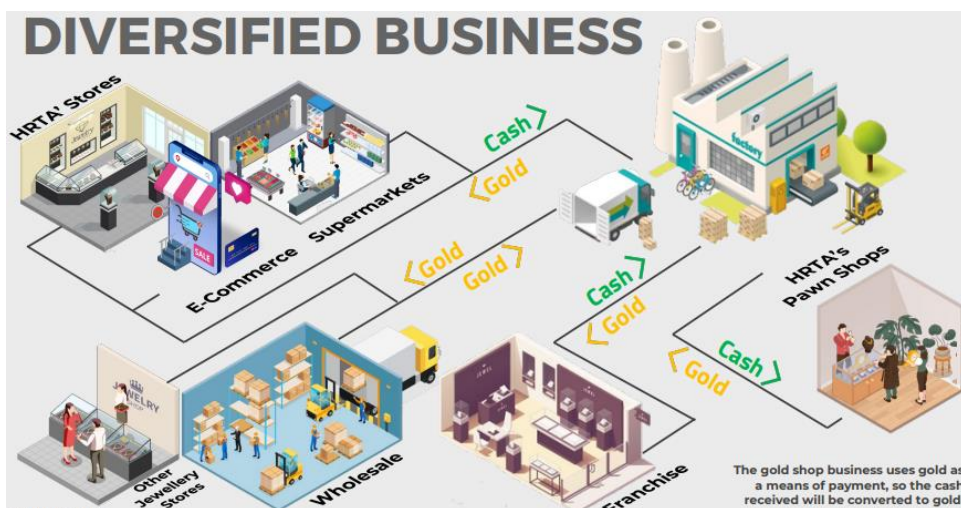 DIVERSIFIED BUSINESS
HRTA' Stores
Supermarkets
E-Commerce
Cash
Gold
Gold
Gold
Cash
Gold
factory
HRTA's
Pawn Shops
Cash
Gold
SALE
JEWELRY
SHOP
Other
Jewellery
Stores
Wholesale
Franchise
The gold shop business uses gold as
a means of payment, so the cash
received will be converted to gold